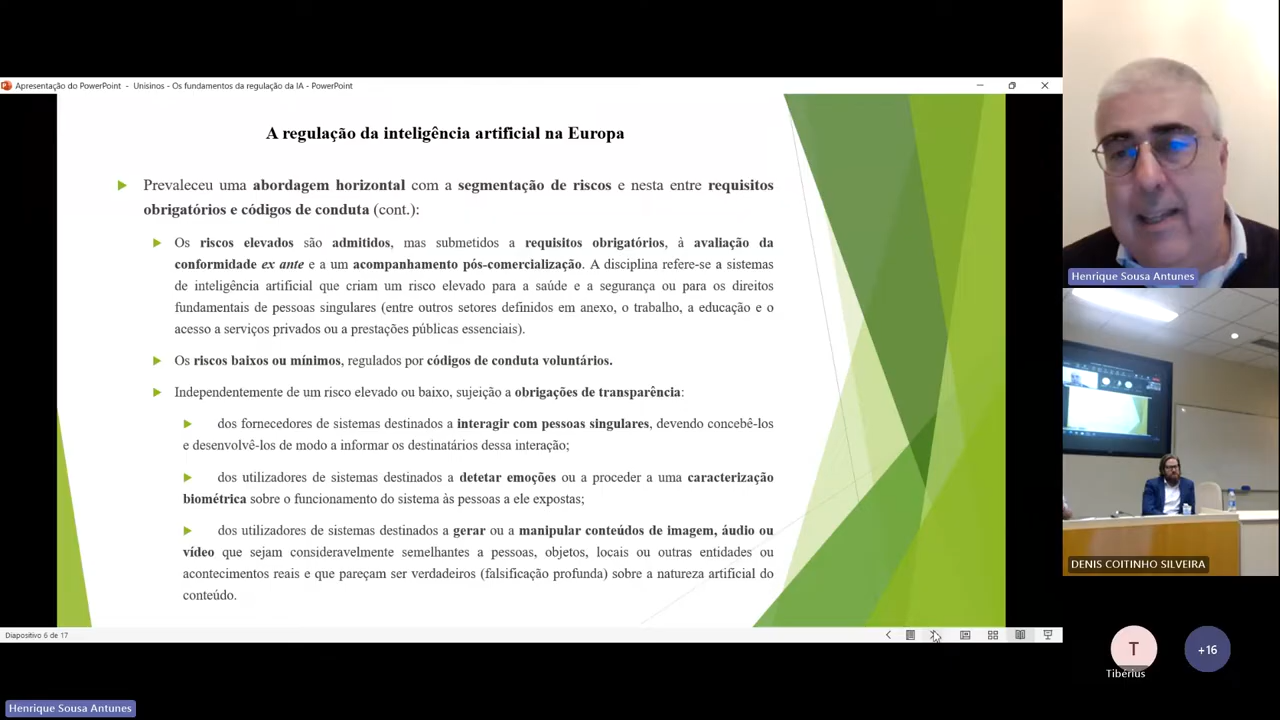 Apresentação do PowerPoint - Unisinos - Os fundamentos da regulação da IA - PowerPoint
A regulação da inteligência artificial na Europa
Prevaleceu uma abordagem horizontal com a segmentação de riscos e nesta entre requisitos
obrigatórios e códigos de conduta (cont.):
Os riscos elevados são admitidos, mas submetidos a requisitos obrigatórios, à avaliação da
conformidade ex ante e a um acompanhamento pós-comercialização. A disciplina refere-se a sistemas
de inteligência artificial que criam um risco elevado para a saúde e a segurança ou para os direitos
fundamentais de pessoas singulares (entre outros setores definidos em anexo, o trabalho, a educação e o
acesso a serviços privados ou a prestações públicas essenciais).
Os riscos baixos ou mínimos, regulados por códigos de conduta voluntários.
Independentemente de um risco elevado ou baixo, sujeição a obrigações de transparência:
dos fornecedores de sistemas destinados a interagir com pessoas singulares, devendo concebê-los
e desenvolvê-los de modo a informar os destinatários dessa interação;
dos utilizadores de sistemas destinados a detetar emoções ou a proceder a uma caracterização
biométrica sobre o funcionamento do sistema às pessoas a ele expostas;
dos utilizadores de sistemas destinados a gerar ou a manipular conteúdos de imagem, áudio ou
vídeo que sejam consideravelmente semelhantes a pessoas, objetos, locais ou outras entidades ou
acontecimentos reais e que pareçam ser verdadeiros (falsificação profunda) sobre a natureza artificial do
conteúdo.
Diapositivo 6 de 17
Henrique Sousa Antunes
Henrique Sousa Antunes
DENIS COITINHO SILVEIRA
T
Tibérius
+16